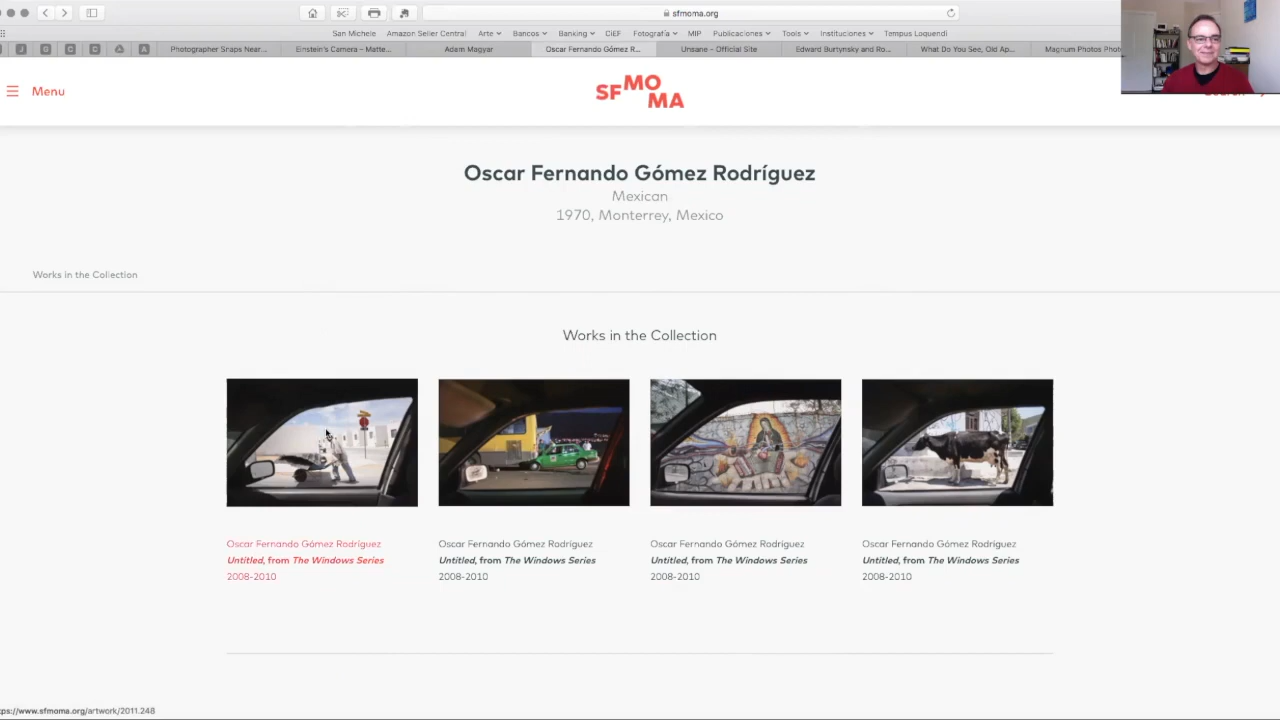 sfmoma.org
San Michele Amazon Seller Central Arte Bancos Banking CiEF Fotografía MIP Publicaciones Tools Instituciones Tempus Loquendi
J G C C A Photographer Snaps Near... Einstein's Camera – Matte... Adam Magyar Oscar Fernando Gómez R... Unsane – Official Site Edward Burtynsky and Ro... What Do You See, Old Ap... Magnum Photos Phot
Menu
SFMOMA
Oscar Fernando Gómez Rodríguez
Mexican
1970, Monterrey, Mexico
Works in the Collection
Works in the Collection
Oscar Fernando Gómez Rodríguez
Untitled, from The Windows Series
2008-2010
Oscar Fernando Gómez Rodríguez
Untitled, from The Windows Series
2008-2010
Oscar Fernando Gómez Rodríguez
Untitled, from The Windows Series
2008-2010
Oscar Fernando Gómez Rodríguez
Untitled, from The Windows Series
2008-2010
tps://www.sfmoma.org/artwork/2011.248